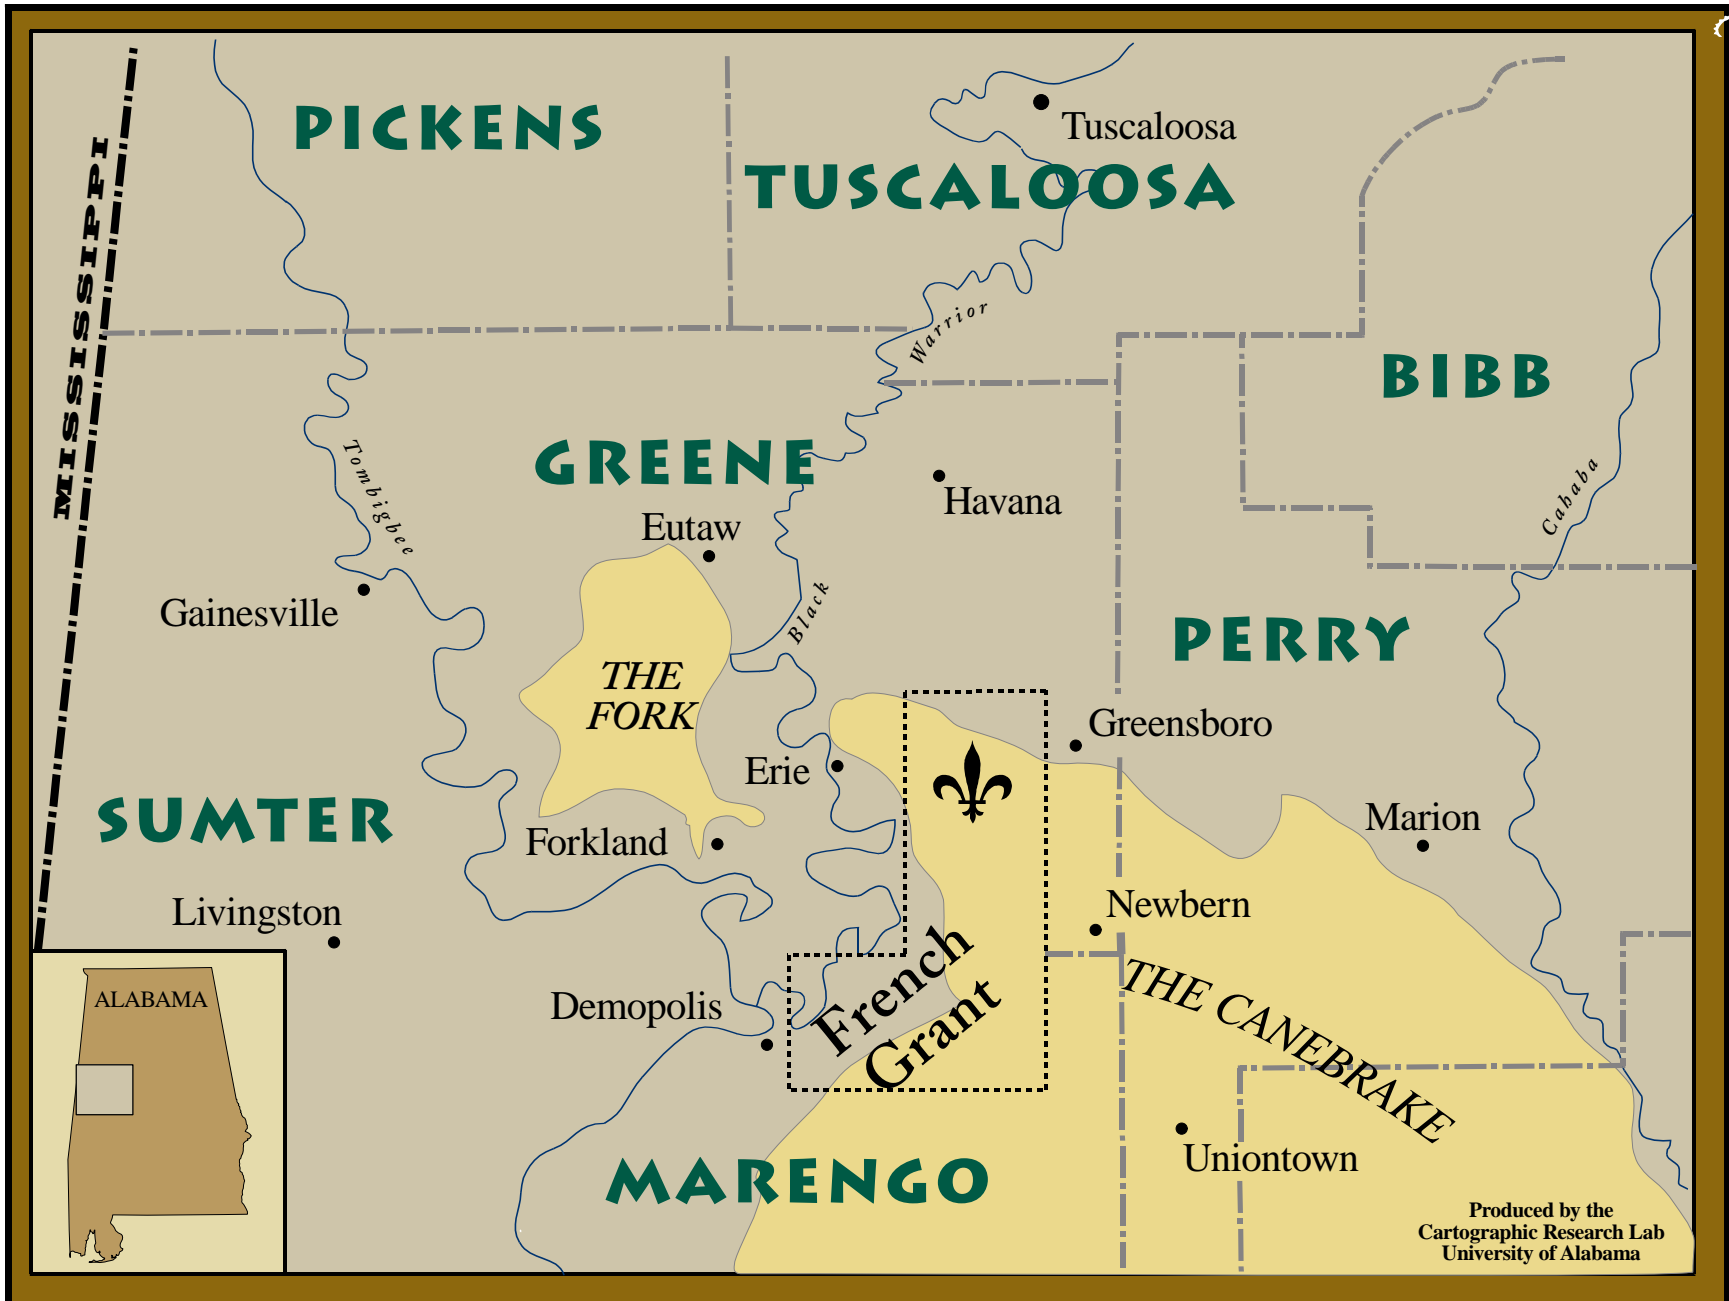 PICKENS
Tuscaloosa
TUSCALOOSA
MISSISSIPPI
Warrior
BIBB
Tombigbee
GREENE
Havana
Cahaba
Eutaw
Gainesville
Black
PERRY
THE
FORK
Greensboro
Erie
SUMTER
Forkland
Marion
Livingston
Newbern
French
Grant
THE CANEBRAKE
Demopolis
ALABAMA
Uniontown
MARENGO
Produced by the
Cartographic Research Lab
University of Alabama